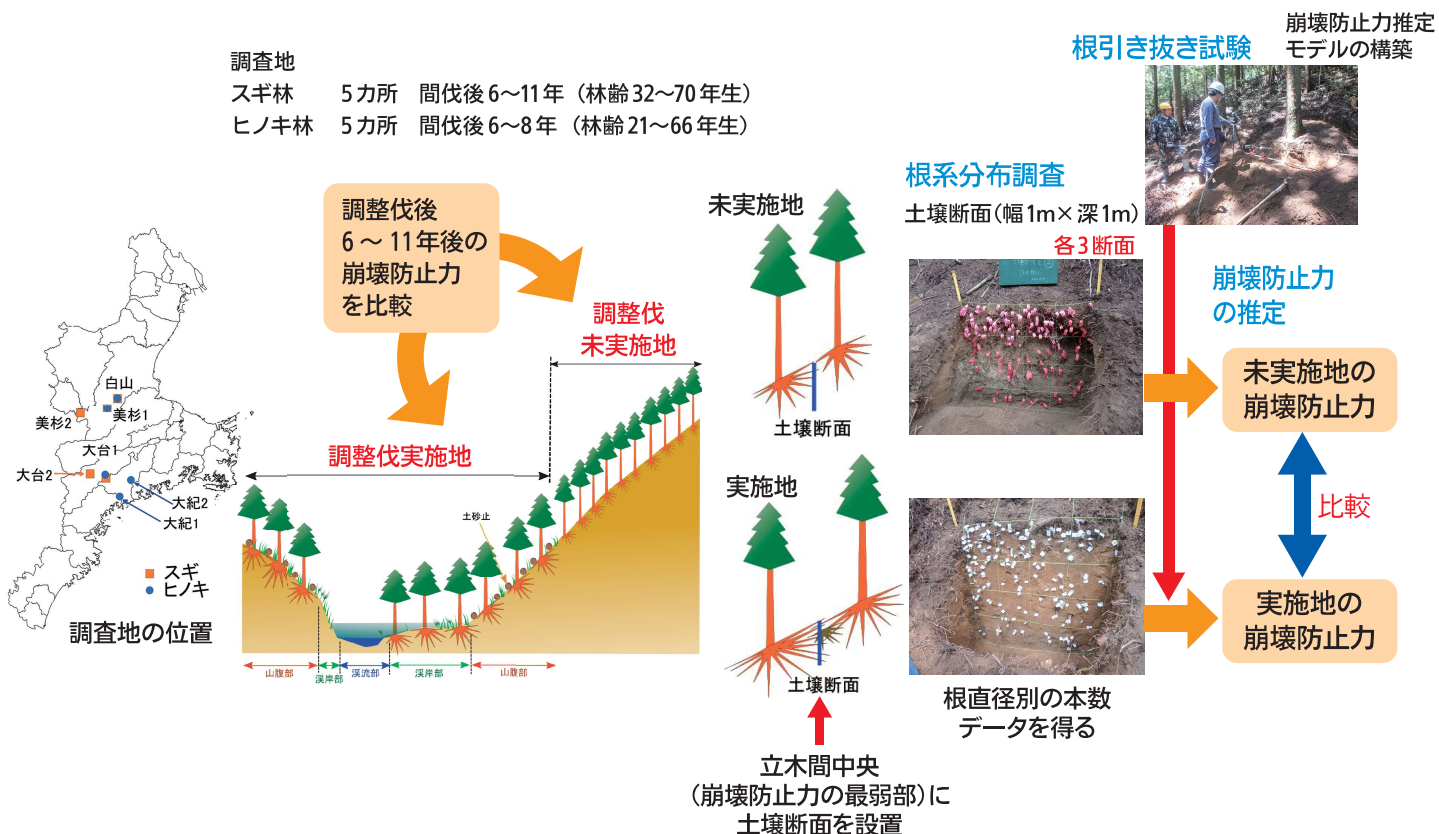 調査地
スギ林　5カ所　間伐後6〜11年（林齢32〜70年生）
ヒノキ林　5カ所　間伐後6〜8年（林齢21〜66年生）
調整伐後
6〜11年後の
崩壊防止力
を比較
白山
美杉2
美杉1
大台1
大台2
大紀2
大紀1
スギ
ヒノキ
調査地の位置
調整伐
未実施地
調整伐実施地
土砂止
山腹部
渓岸部
渓流部
渓岸部
山腹部
未実施地
土壌断面
実施地
土壌断面
立木間中央
（崩壊防止力の最弱部）に
土壌断面を設置
根系分布調査
土壌断面（幅1m×深1m）
各3断面
根直径別の本数
データを得る
根引き抜き試験
崩壊防止力推定
モデルの構築
崩壊防止力
の推定
未実施地の
崩壊防止力
比較
実施地の
崩壊防止力